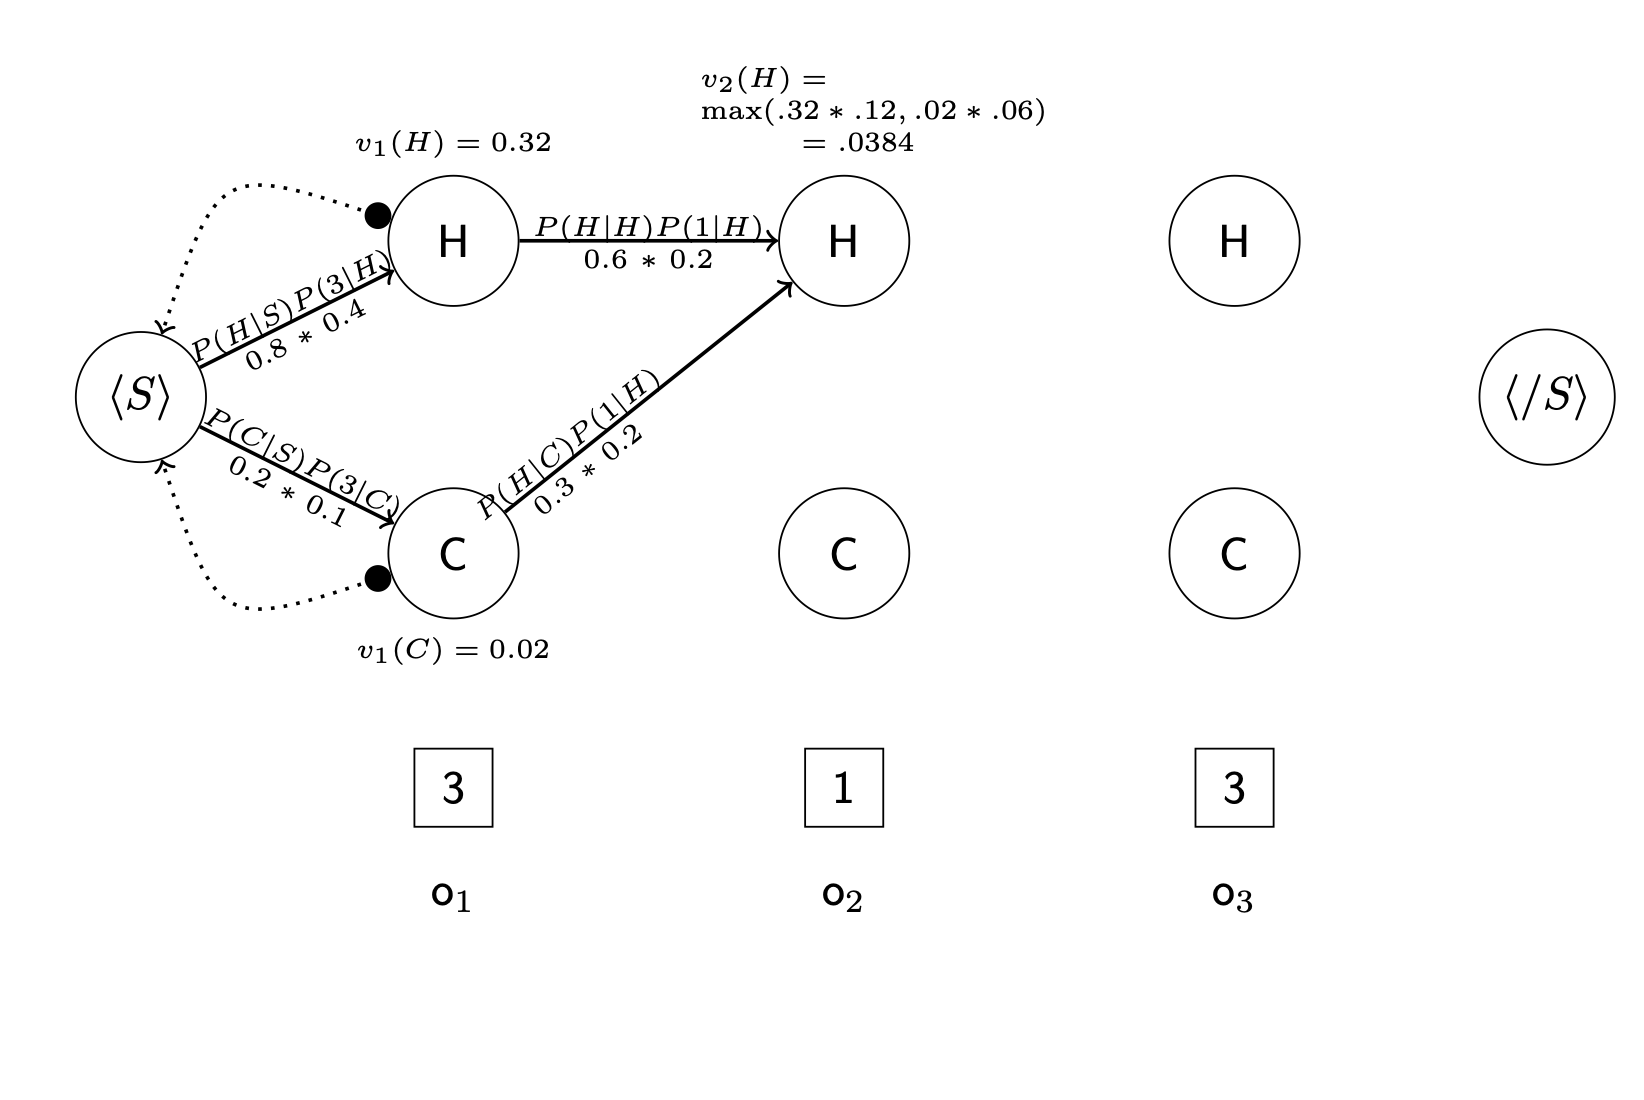 v₂(H) =
max(.32 ∗ .12, .02 ∗ .06)
= .0384
v₁(H) = 0.32
H
H
H
P(H|H)P(1|H)
0.6 ∗ 0.2
P(H|S)P(3|H)
0.8 ∗ 0.4
⟨S⟩
⟨/S⟩
P(C|S)P(3|C)
0.2 ∗ 0.1
P(H|C)P(1|H)
0.3 ∗ 0.2
C
C
C
v₁(C) = 0.02
3
1
3
o₁
o₂
o₃